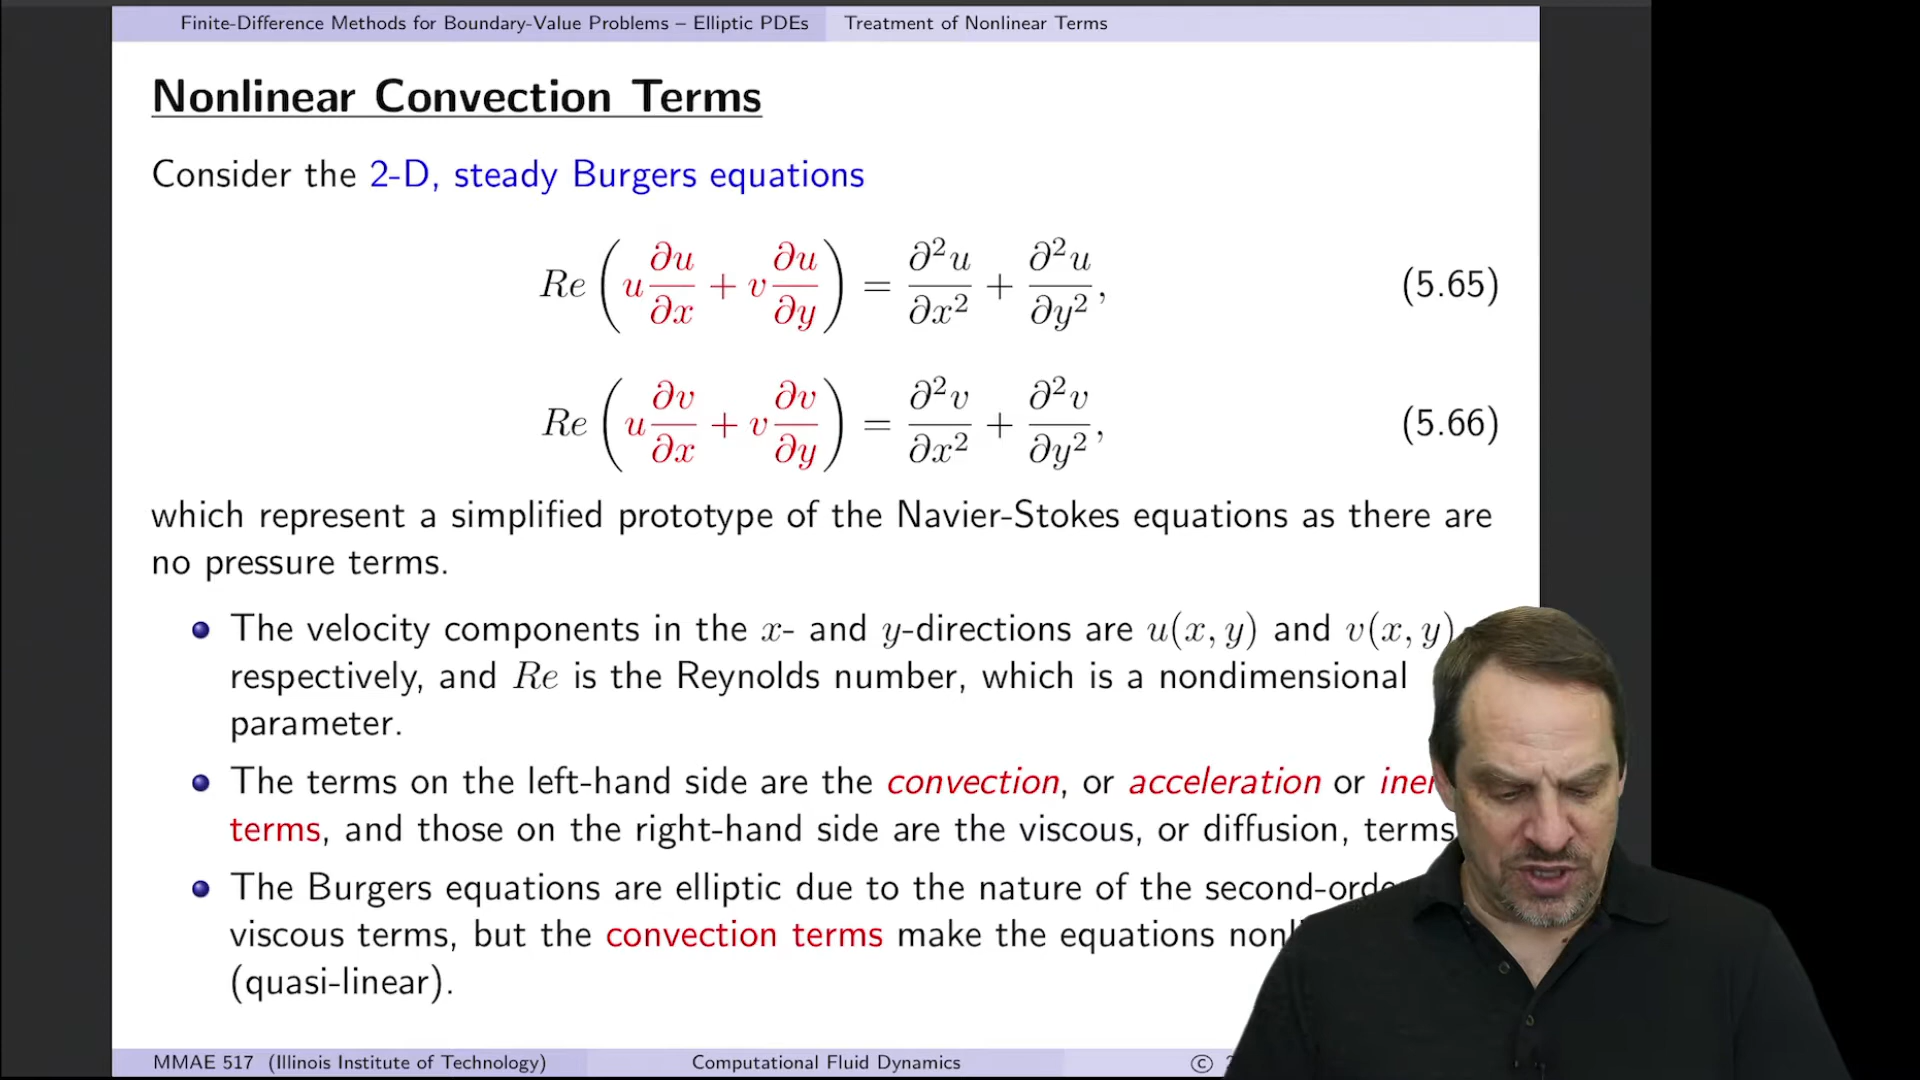 Finite-Difference Methods for Boundary-Value Problems – Elliptic PDEs Treatment of Nonlinear Terms
Nonlinear Convection Terms
Consider the 2-D, steady Burgers equations
Re ( u ∂u/∂x + v ∂u/∂y ) = ∂²u/∂x² + ∂²u/∂y², (5.65)
Re ( u ∂v/∂x + v ∂v/∂y ) = ∂²v/∂x² + ∂²v/∂y², (5.66)
which represent a simplified prototype of the Navier-Stokes equations as there are
no pressure terms.
The velocity components in the x- and y-directions are u(x, y) and v(x, y)
respectively, and Re is the Reynolds number, which is a nondimensional
parameter.
The terms on the left-hand side are the convection, or acceleration or
terms, and those on the right-hand side are the viscous, or diffusion, terms
The Burgers equations are elliptic due to the nature of the
viscous terms, but the convection terms make the equations
(quasi-linear).
MMAE 517 (Illinois Institute of Technology) Computational Fluid Dynamics ©